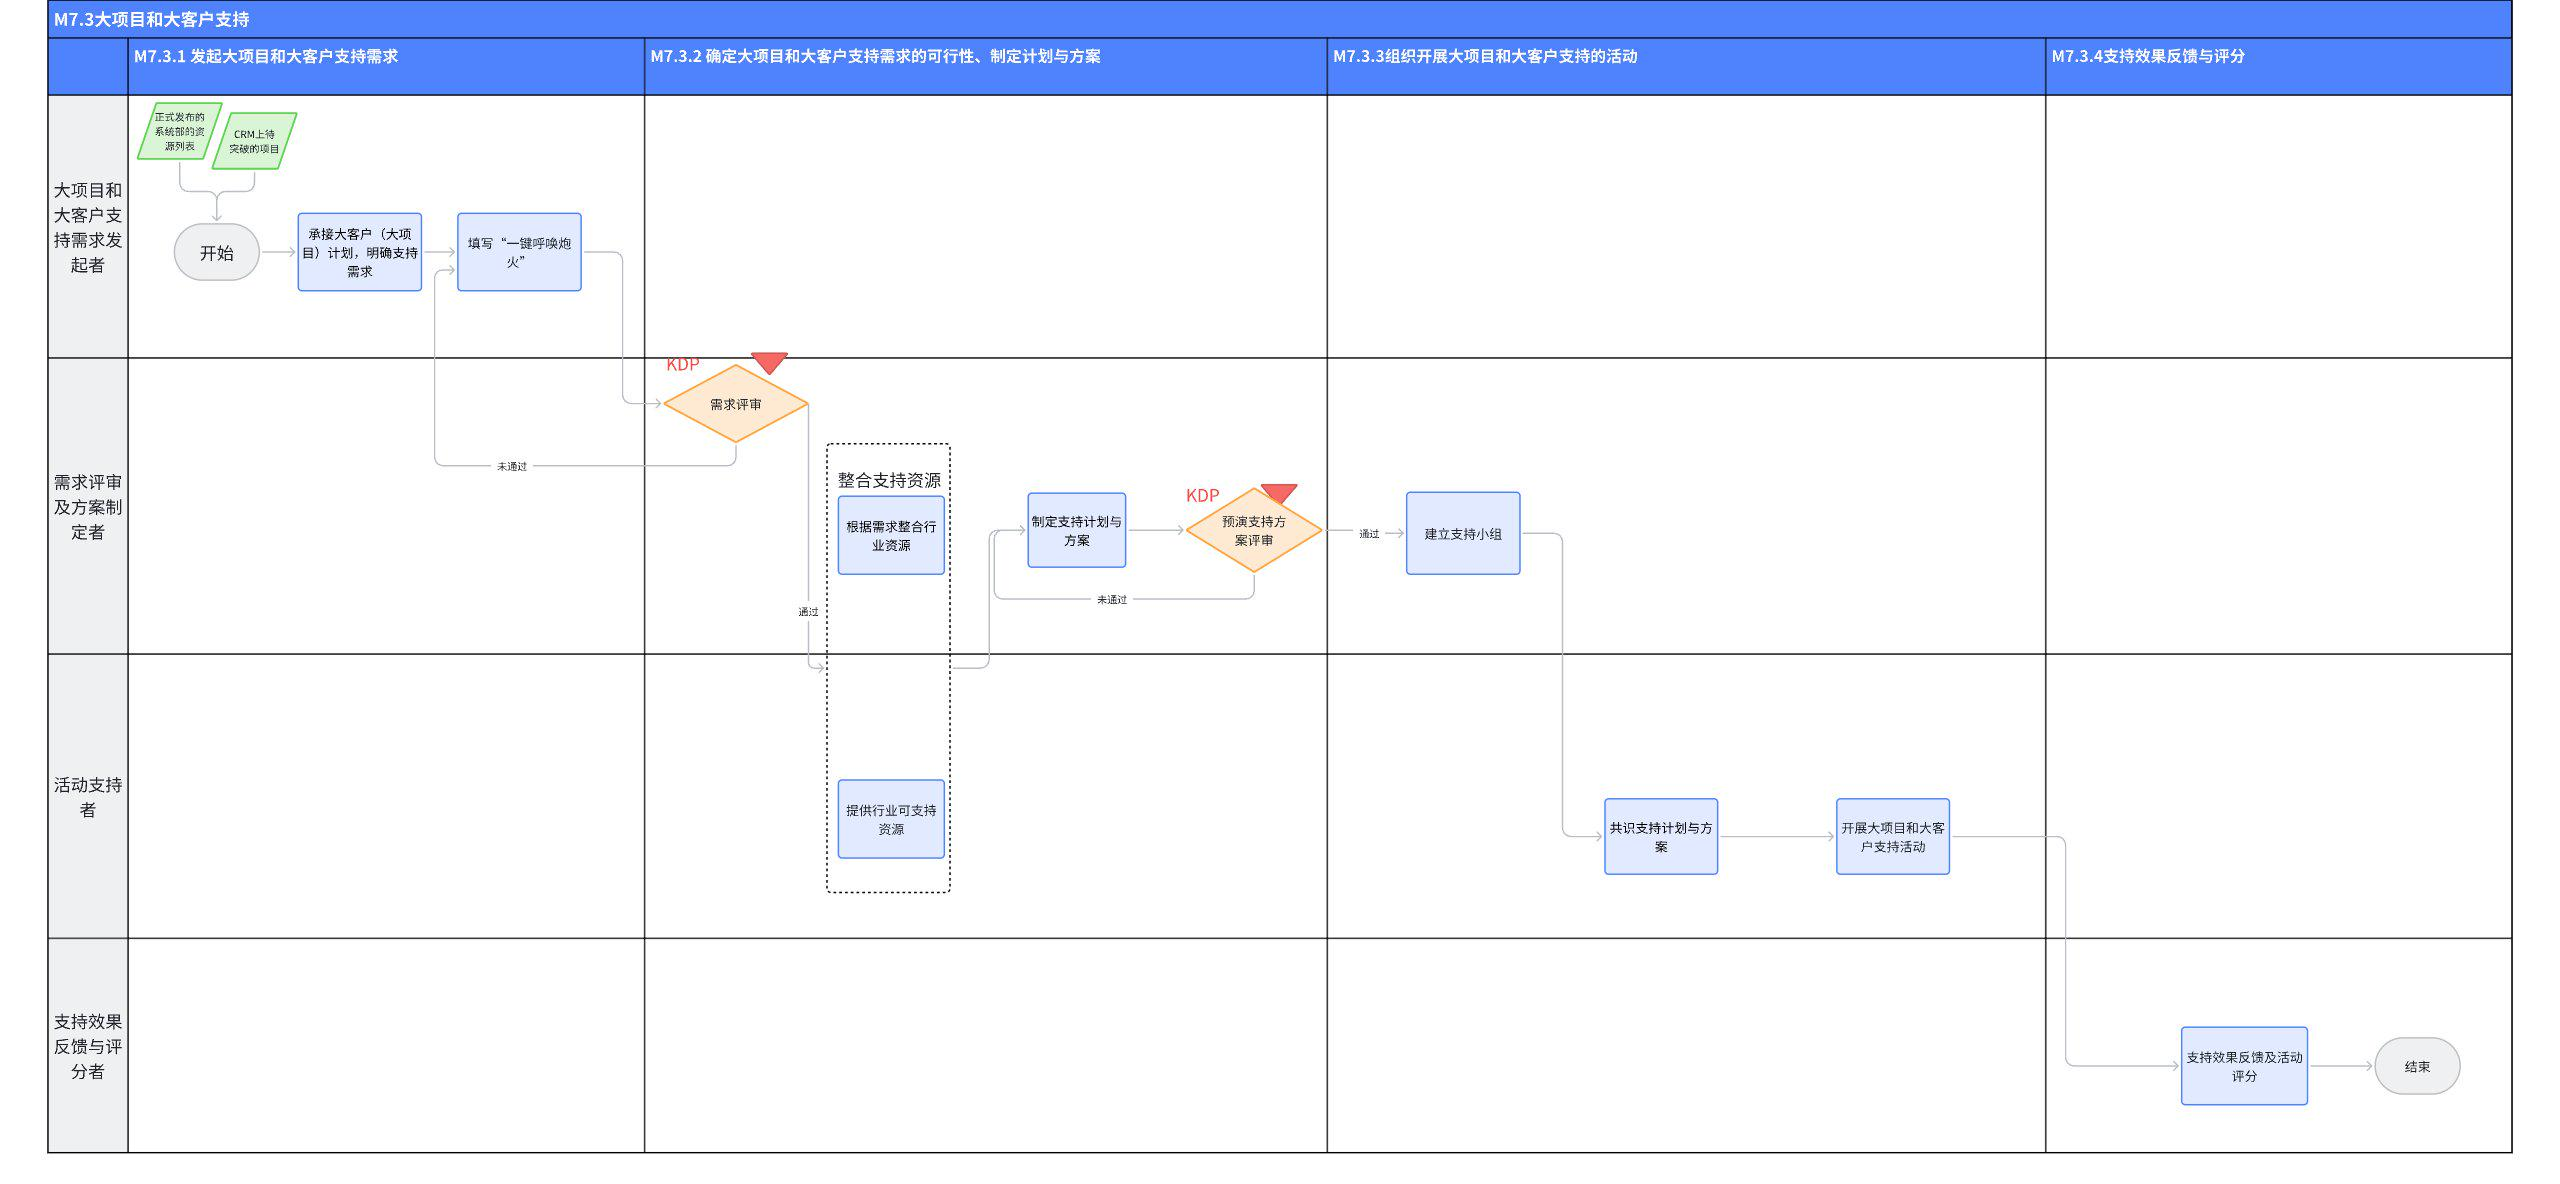 M7.3大项目和大客户支持
M7.3.1 发起大项目和大客户支持需求
M7.3.2 确定大项目和大客户支持需求的可行性、制定计划与方案
M7.3.3组织开展大项目和大客户支持的活动
M7.3.4支持效果反馈与评分
大项目和
大客户支
持需求发
起者
正式发布的
系统部的资
源列表
CRM上待
突破的项目
开始
承接大客户（大项
目）计划，明确支持
需求
填写“一键呼唤炮
火”
需求评审
及方案制
定者
KDP
需求评审
未通过
通过
整合支持资源
根据需求整合行
业资源
制定支持计划与
方案
KDP
预演支持方
案评审
未通过
通过
建立支持小组
活动支持
者
提供行业可支持
资源
共识支持计划与方
案
开展大项目和大客
户支持活动
支持效果
反馈与评
分者
支持效果反馈及活动
评分
结束